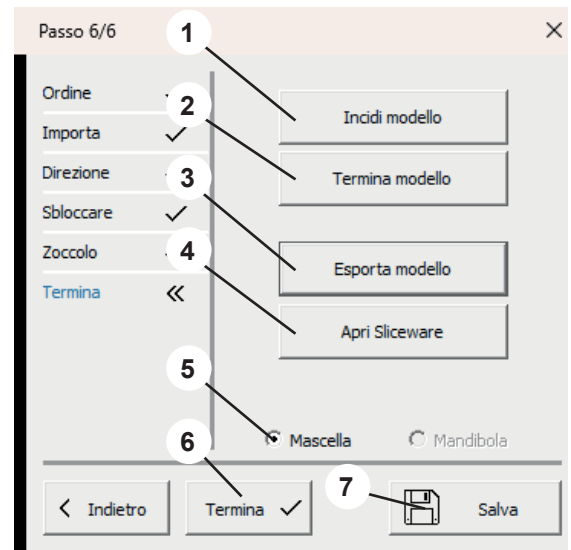 Passo 6/6
1
Ordine
2
Incidi modello
Importa
Direzione
3
Termina modello
Sbloccare
Zoccolo
4
Esporta modello
Termina
Apri Sliceware
5
6
Mascella
Mandibola
7
Indietro
Termina
Salva